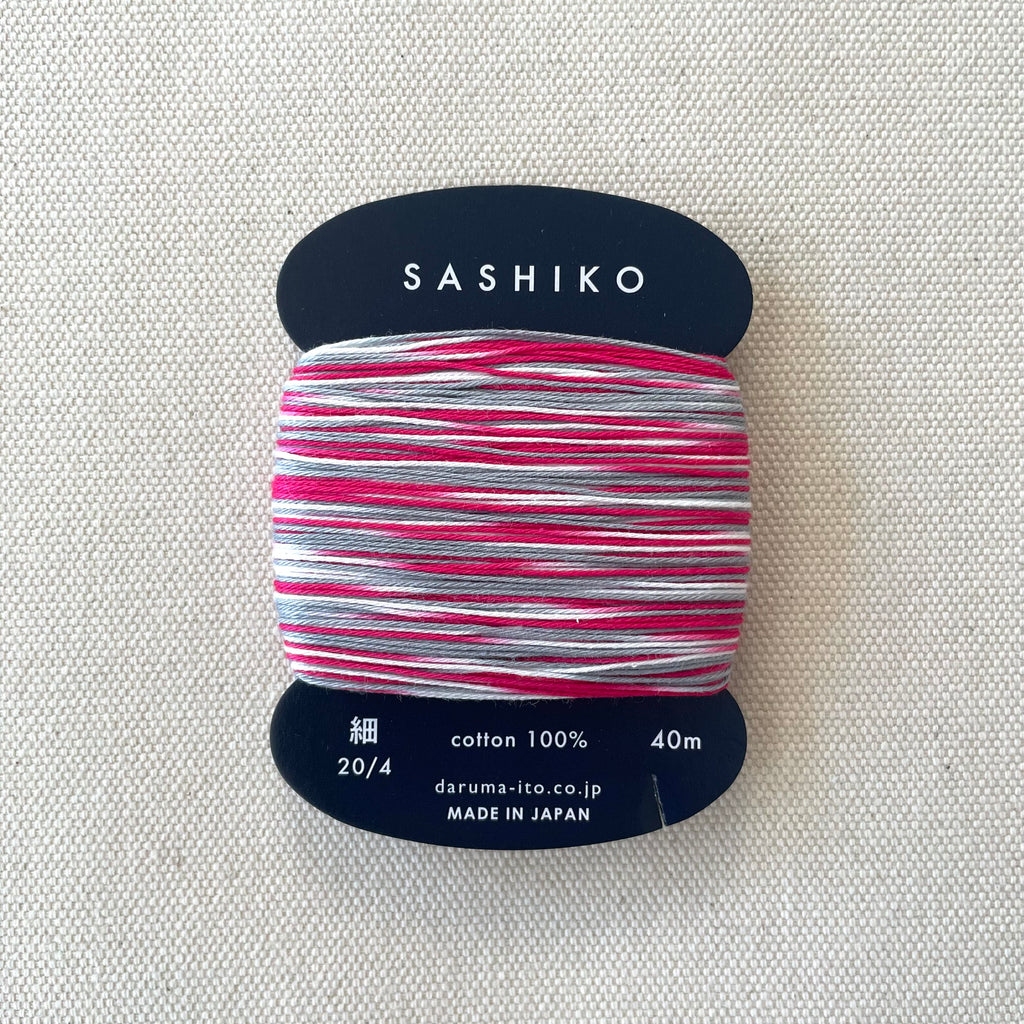 SASHIKO
細 cotton 100% 40m
20/4
daruma-ito.co.jp
MADE IN JAPAN